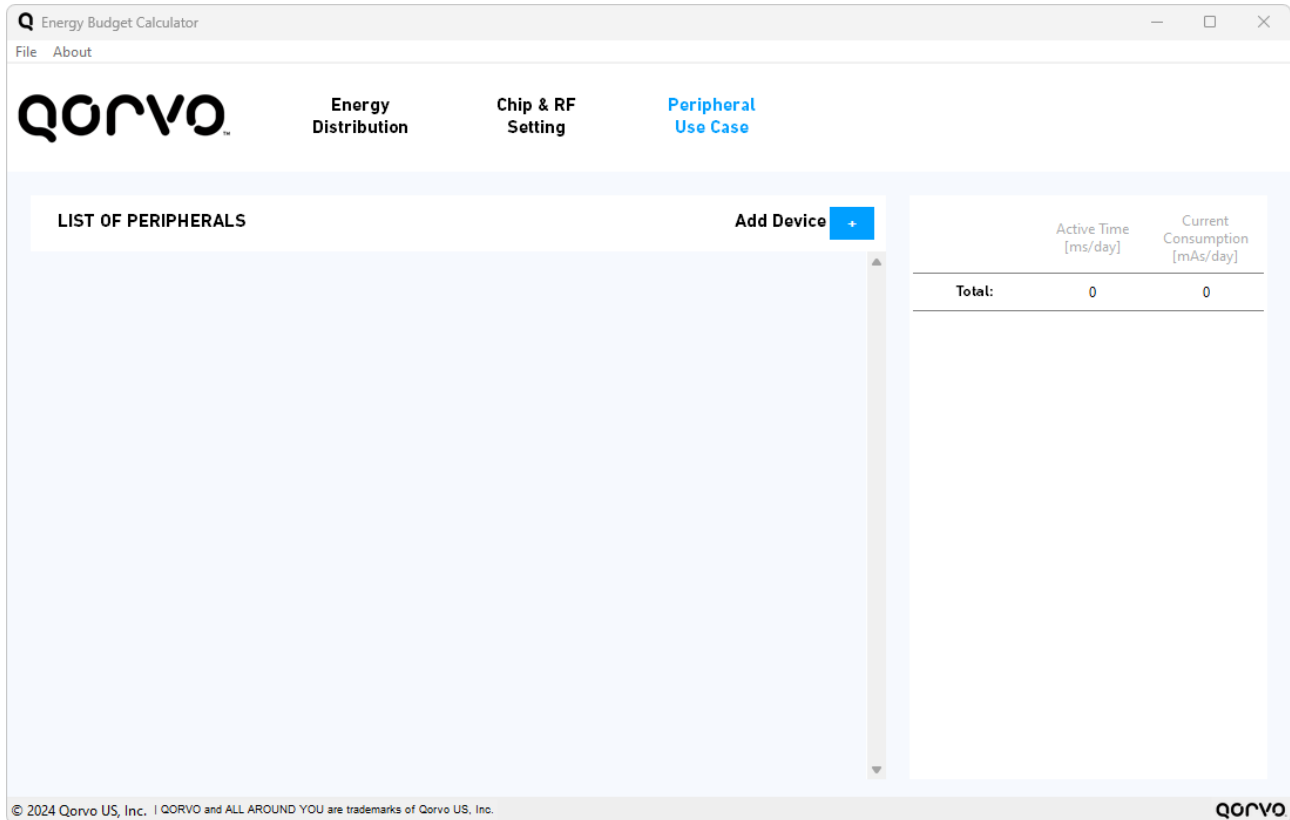 Energy Budget Calculator
File About
QORVO™
Energy
Distribution
Chip & RF
Setting
Peripheral
Use Case
LIST OF PERIPHERALS
Add Device +
Active Time
[ms/day]
Current
Consumption
[mAs/day]
Total: 0 0
© 2024 Qorvo US, Inc. | QORVO and ALL AROUND YOU are trademarks of Qorvo US, Inc.
QORVO